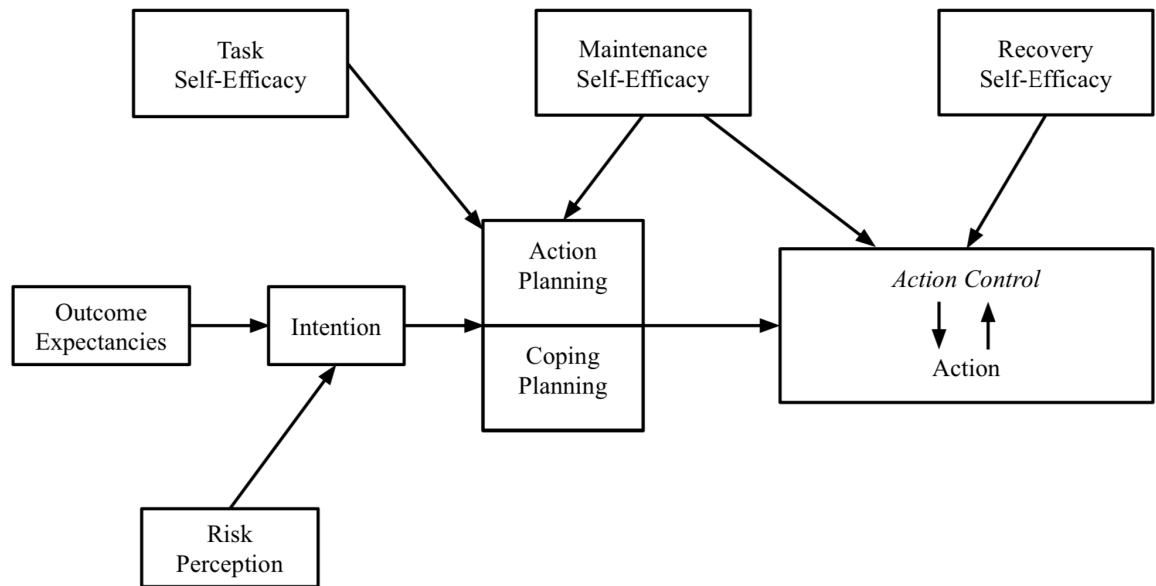 Task
Self-Efficacy
Maintenance
Self-Efficacy
Recovery
Self-Efficacy
Action
Planning
Action Control
Outcome
Expectancies
Intention
Coping
Planning
Action
Risk
Perception